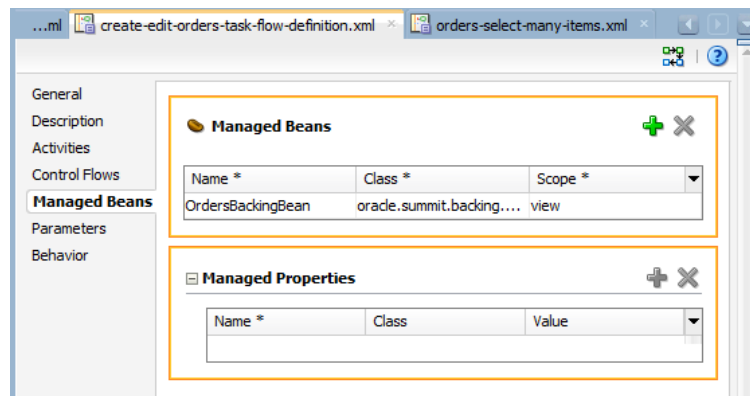 ...ml create-edit-orders-task-flow-definition.xml orders-select-many-items.xml
General
Description
Activities
Control Flows
Managed Beans
Parameters
Behavior
Managed Beans
Name * Class * Scope *
OrdersBackingBean oracle.summit.backing.... view
Managed Properties
Name * Class Value